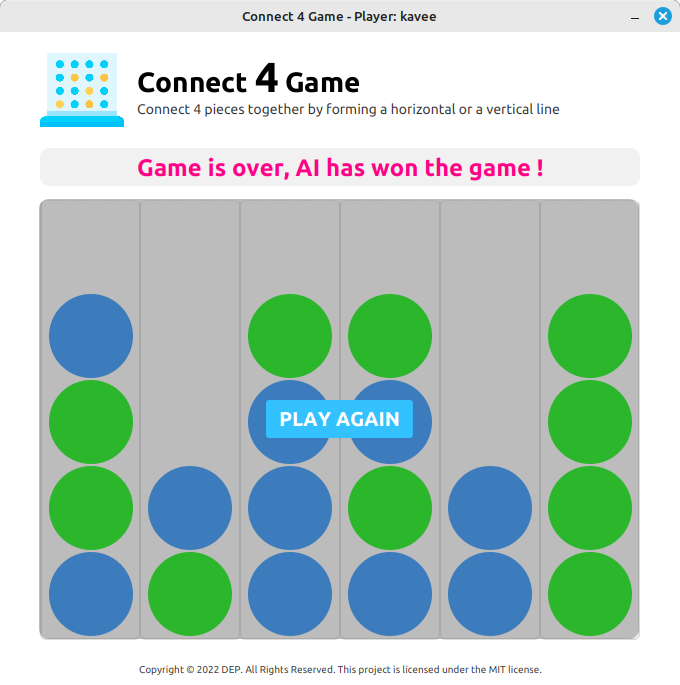 Connect 4 Game - Player: kavee
Connect 4 Game
Connect 4 pieces together by forming a horizontal or a vertical line
Game is over, AI has won the game !
PLAY AGAIN
Copyright © 2022 DEP. All Rights Reserved. This project is licensed under the MIT license.